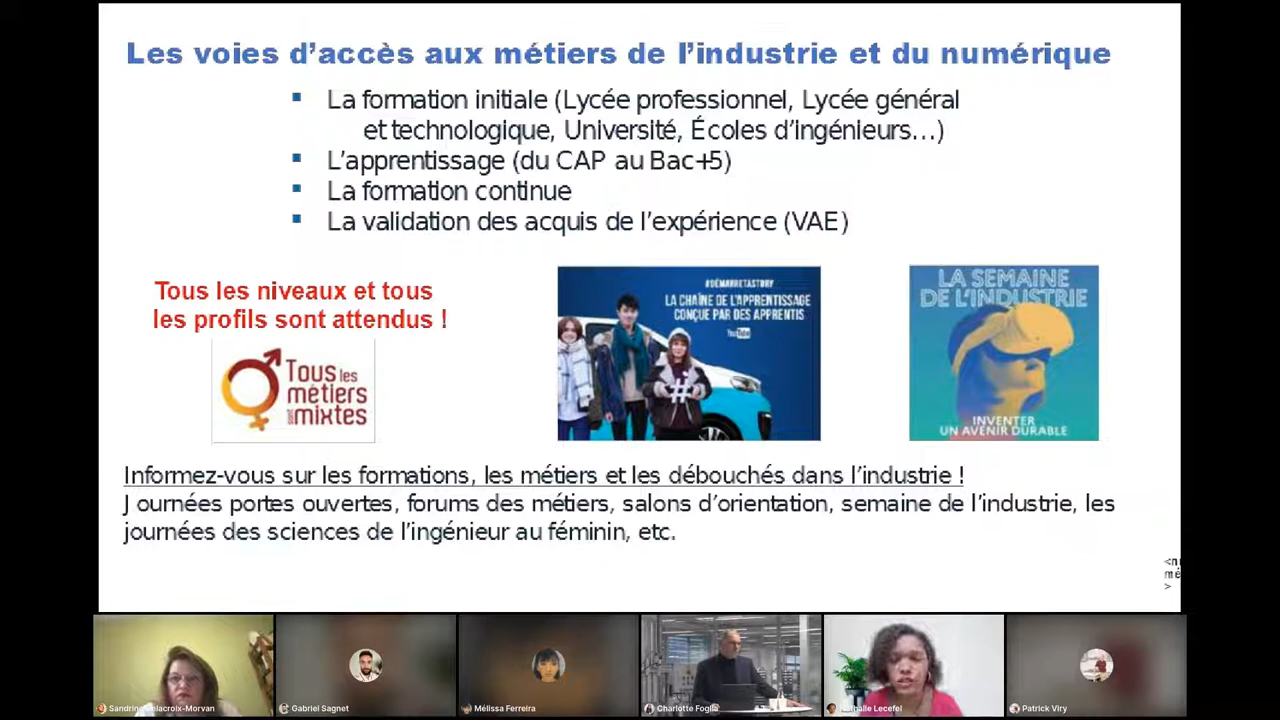 Les voies d’accès aux métiers de l’industrie et du numérique
La formation initiale (Lycée professionnel, Lycée général
et technologique, Université, Écoles d’ingénieurs…)
L’apprentissage (du CAP au Bac+5)
La formation continue
La validation des acquis de l’expérience (VAE)
Tous les niveaux et tous
les profils sont attendus !
Tous les
métiers
sont
mixtes
#DÉMARRETASTORY
LA CHAÎNE DE L'APPRENTISSAGE
CONÇUE PAR DES APPRENTIS
YouTube
LA SEMAINE
DE L'INDUSTRIE
INVENTER
UN AVENIR DURABLE
Informez-vous sur les formations, les métiers et les débouchés dans l’industrie !
Journées portes ouvertes, forums des métiers, salons d’orientation, semaine de l’industrie, les
journées des sciences de l’ingénieur au féminin, etc.
<n
mé
>
Gabriel Sagnet
Mélissa Ferreira
Charlotte
Lecefel
Patrick Viry